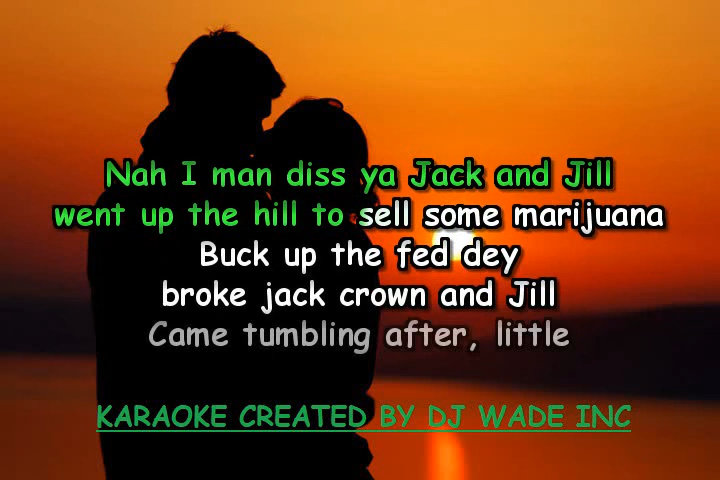 Nah I man diss ya Jack and Jill
went up the hill to sell some marijuana
Buck up the fed dey
broke jack crown and Jill
Came tumbling after, little
KARAOKE CREATED BY DJ WADE INC